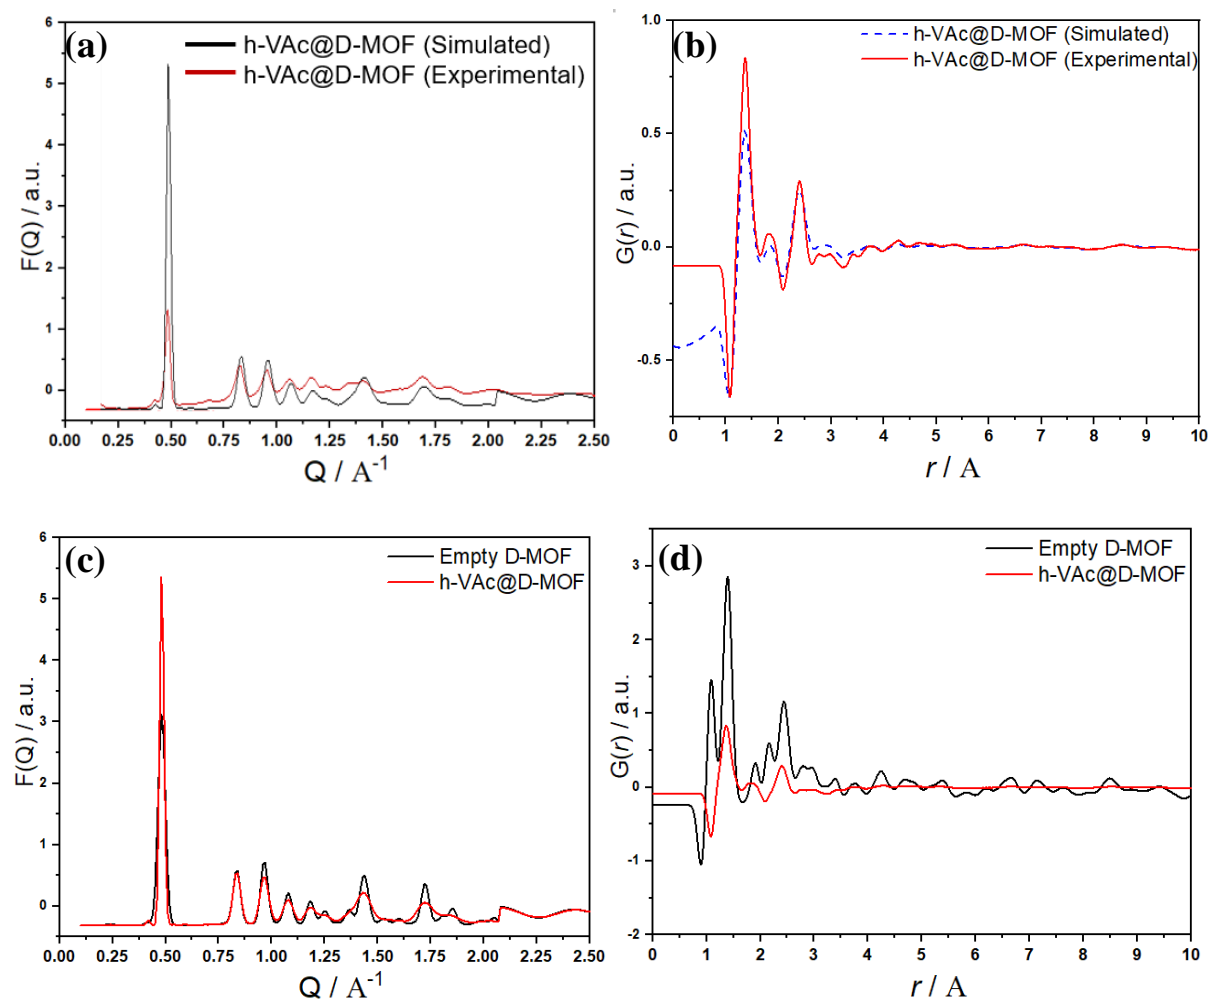 (a)
h-VAc@D-MOF (Simulated)
h-VAc@D-MOF (Experimental)
F(Q) / a.u.
6
5
4
3
2
1
0
0.00 0.25 0.50 0.75 1.00 1.25 1.50 1.75 2.00 2.25 2.50
Q / A-1
(b)
h-VAc@D-MOF (Simulated)
h-VAc@D-MOF (Experimental)
G(r) / a.u.
1.0
0.5
0.0
-0.5
0 1 2 3 4 5 6 7 8 9 10
r / A
(c)
Empty D-MOF
h-VAc@D-MOF
F(Q) / a.u.
6
5
4
3
2
1
0
0.00 0.25 0.50 0.75 1.00 1.25 1.50 1.75 2.00 2.25 2.50
Q / A-1
(d)
Empty D-MOF
h-VAc@D-MOF
G(r) / a.u.
3
2
1
0
-1
-2
0 1 2 3 4 5 6 7 8 9 10
r / A